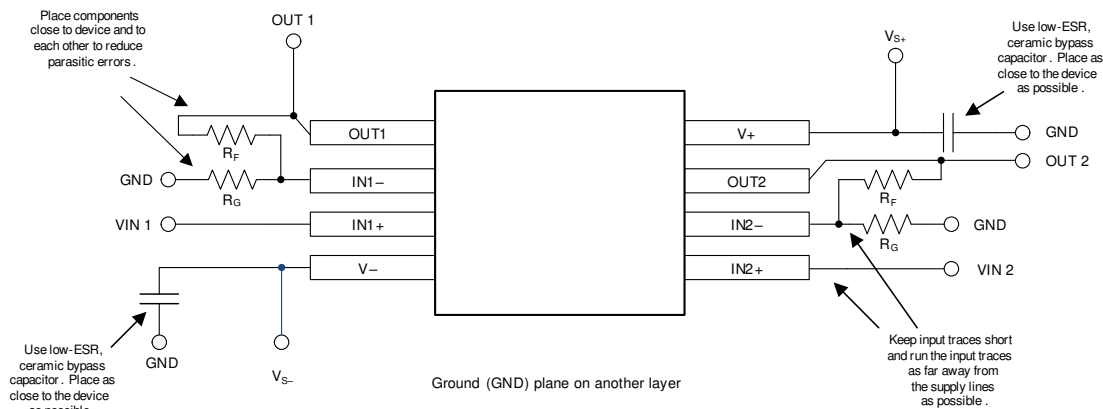 Place components
close to device and to
each other to reduce
parasitic errors .
OUT 1
VS+
Use low-ESR,
ceramic bypass
capacitor . Place as
close to the device
as possible .
OUT1
V+
GND
RF
OUT 2
GND
IN1−
OUT2
RG
RF
VIN 1
IN1+
IN2−
GND
RG
V−
IN2+
VIN 2
Use low-ESR,
ceramic bypass
capacitor . Place as
close to the device
as possible .
GND
VS−
Ground (GND) plane on another layer
Keep input traces short
and run the input traces
as far away from
the supply lines
as possible .